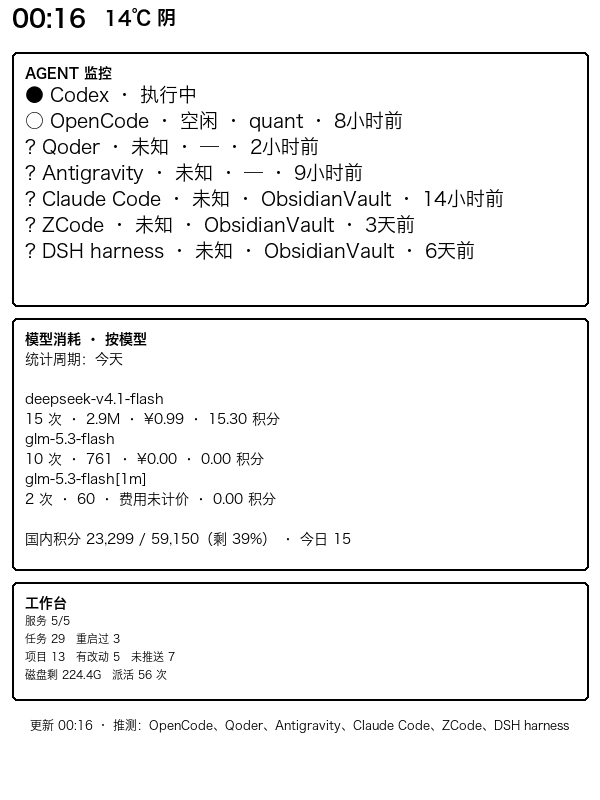 00:16 14℃ 阴
AGENT 监控
● Codex · 执行中
○ OpenCode · 空闲 · quant · 8小时前
? Qoder · 未知 · — · 2小时前
? Antigravity · 未知 · — · 9小时前
? Claude Code · 未知 · ObsidianVault · 14小时前
? ZCode · 未知 · ObsidianVault · 3天前
? DSH harness · 未知 · ObsidianVault · 6天前
模型消耗 · 按模型
统计周期：今天
deepseek-v4.1-flash
15 次 · 2.9M · ¥0.99 · 15.30 积分
glm-5.3-flash
10 次 · 761 · ¥0.00 · 0.00 积分
glm-5.3-flash[1m]
2 次 · 60 · 费用未计价 · 0.00 积分
国内积分 23,299 / 59,150（剩 39%） · 今日 15
工作台
服务 5/5
任务 29 重启过 3
项目 13 有改动 5 未推送 7
磁盘剩 224.4G 派活 56 次
更新 00:16 · 推测：OpenCode、Qoder、Antigravity、Claude Code、ZCode、DSH harness